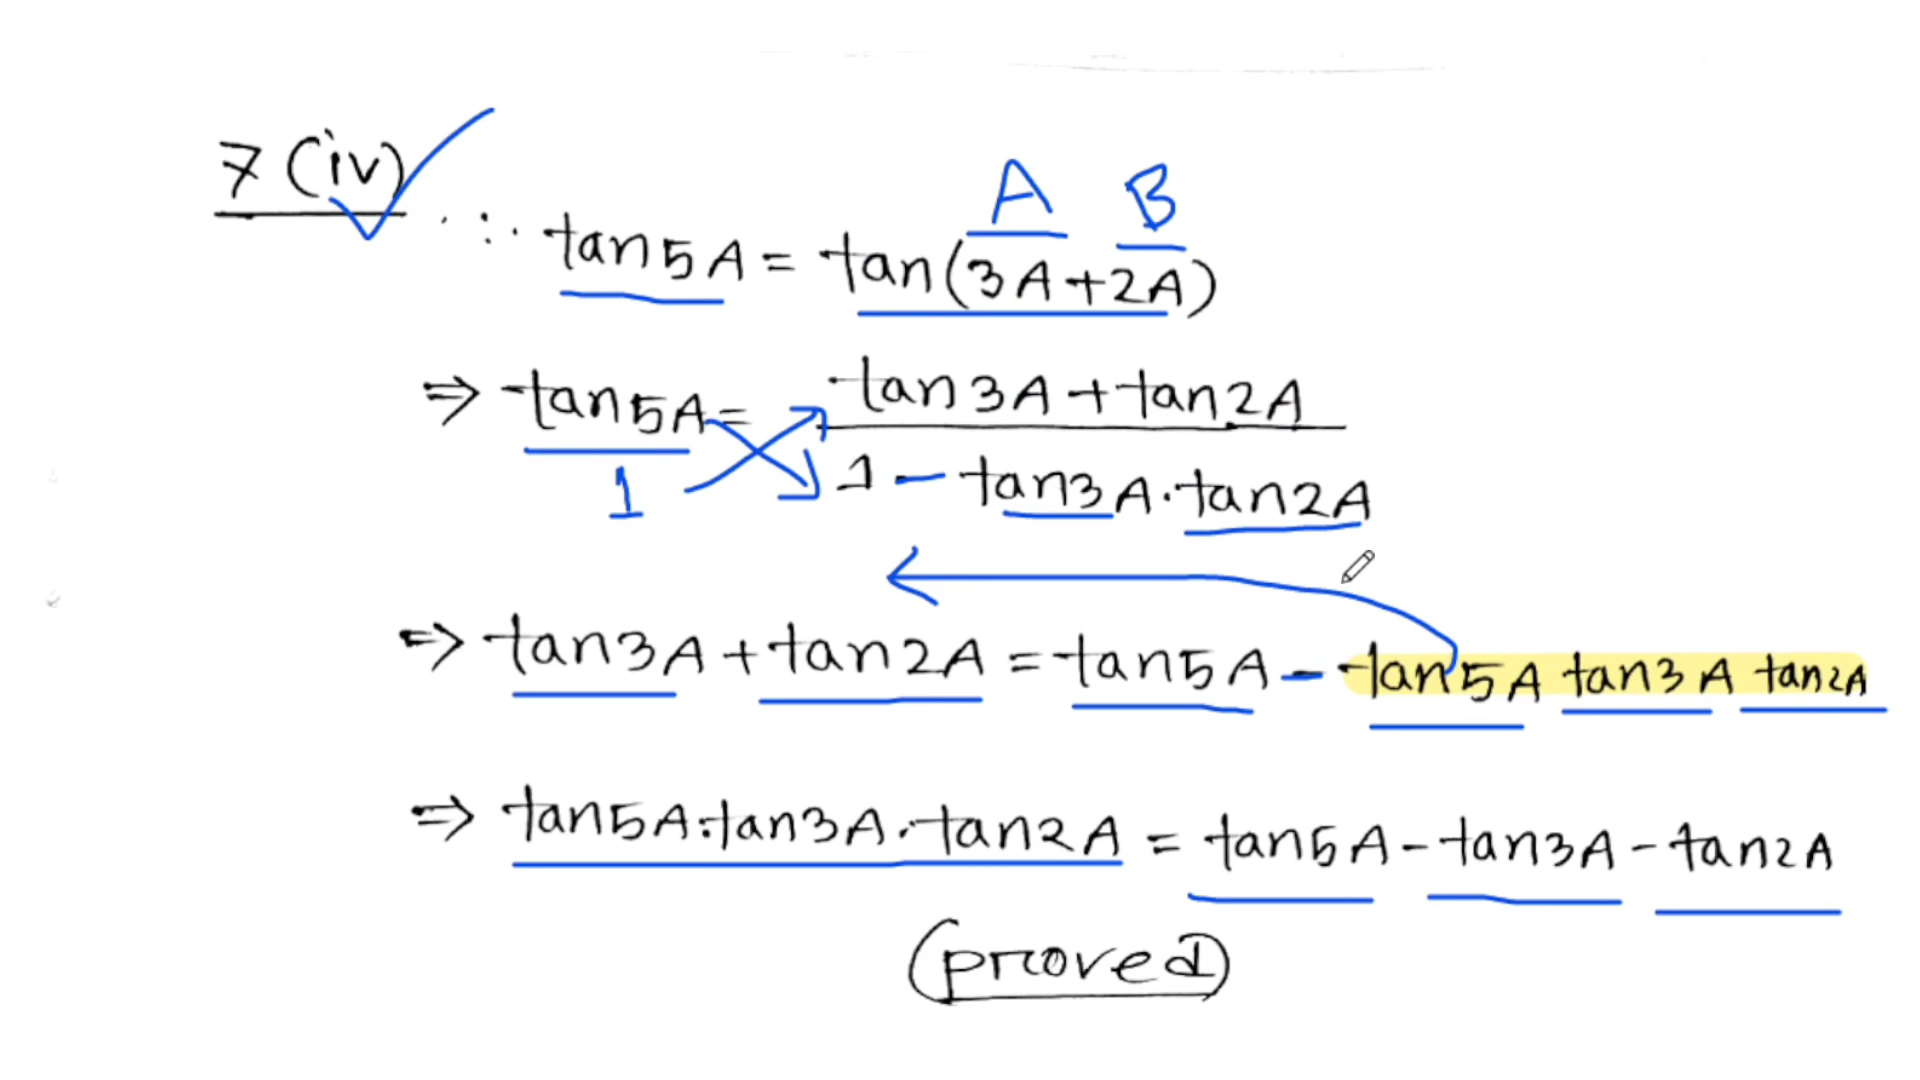 7 (iv)
A B
∴ tan5A = tan(3A+2A)
⇒ tan5A = tan3A + tan2A
1 1 - tan3A·tan2A
⇒ tan3A + tan2A = tan5A - tan5A tan3A tan2A
⇒ tan5A·tan3A·tan2A = tan5A - tan3A - tan2A
(proved)